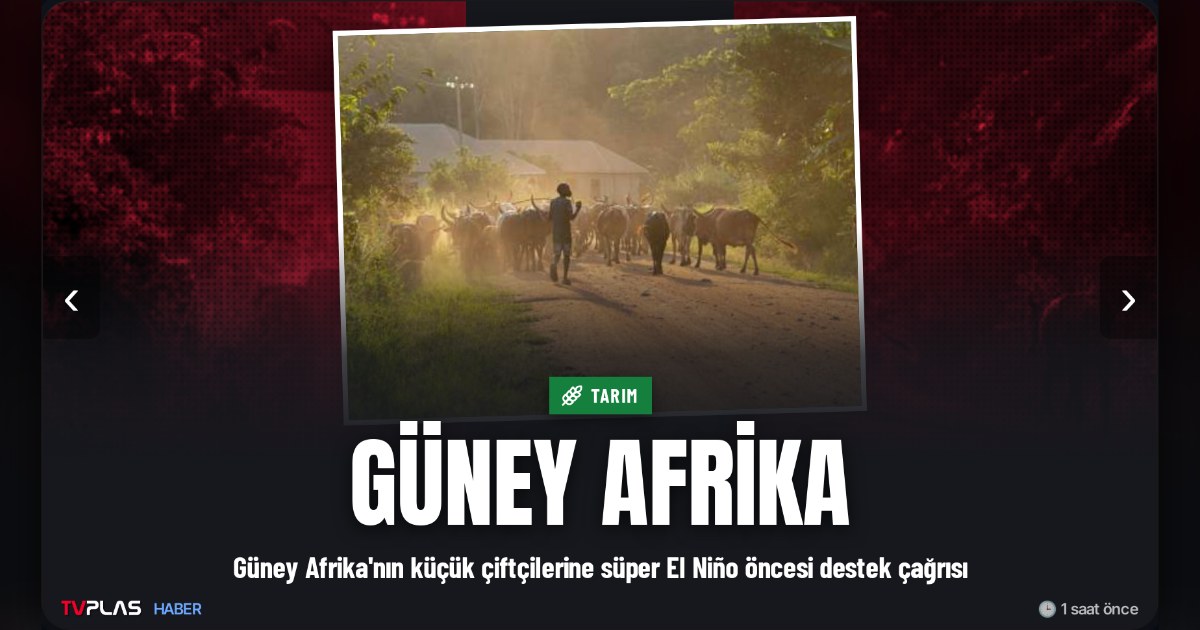 TARIM
GÜNEY AFRİKA
Güney Afrika'nın küçük çiftçilerine süper El Niño öncesi destek çağrısı
TVPLAS HABER
1 saat önce